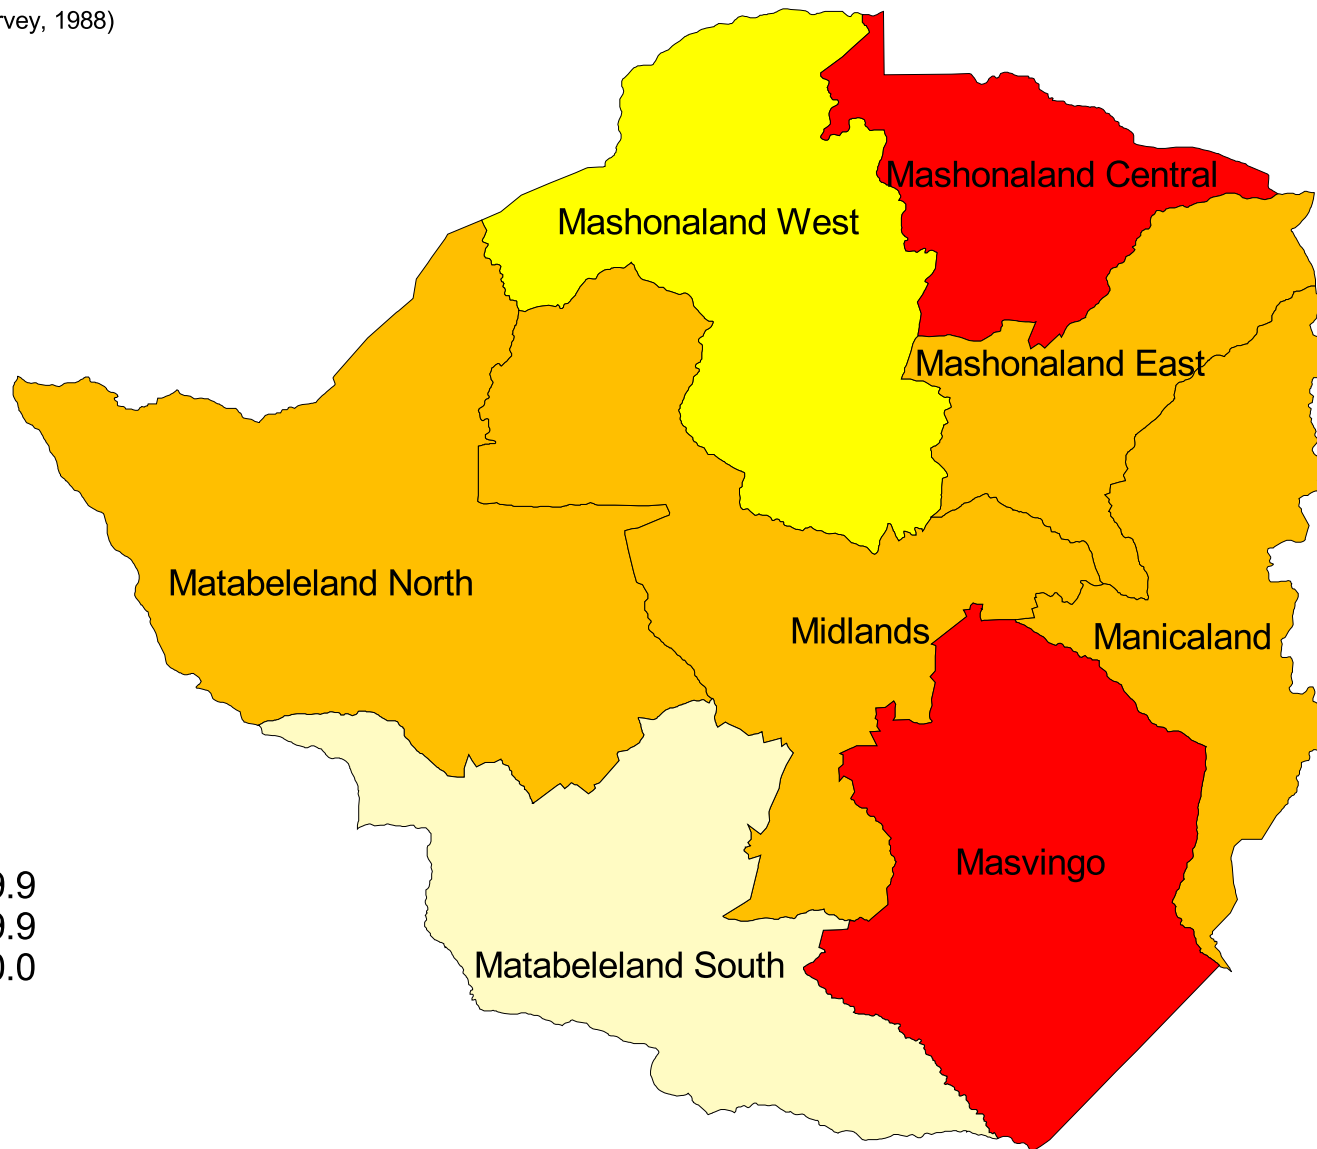 rvey, 1988)
Mashonaland Central
Mashonaland West
Mashonaland East
Matabeleland North
Midlands
Manicaland
Masvingo
9.9
9.9
Matabeleland South
0.0